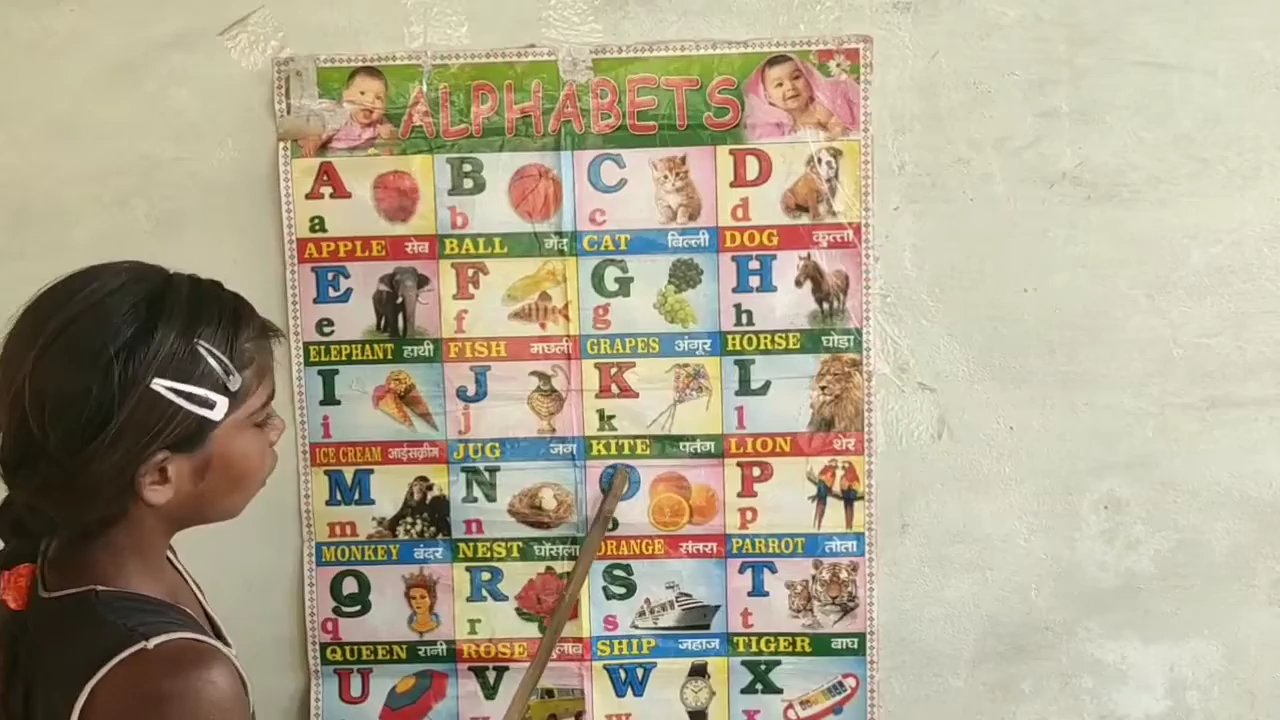 ALPHABETS
A B C D
a b c d
APPLE सेब BALL गेंद CAT बिल्ली DOG कुत्ता
E F G H
e f g h
ELEPHANT हाथी FISH मछली GRAPES अंगूर HORSE घोड़ा
I J K L
i j k l
ICE CREAM आईसक्रीम JUG जग KITE पतंग LION शेर
M N O P
m n o p
MONKEY बंदर NEST घोंसला ORANGE संतरा PARROT तोता
Q R S T
q r s t
QUEEN रानी ROSE SHIP जहाज TIGER बाघ
U V W X